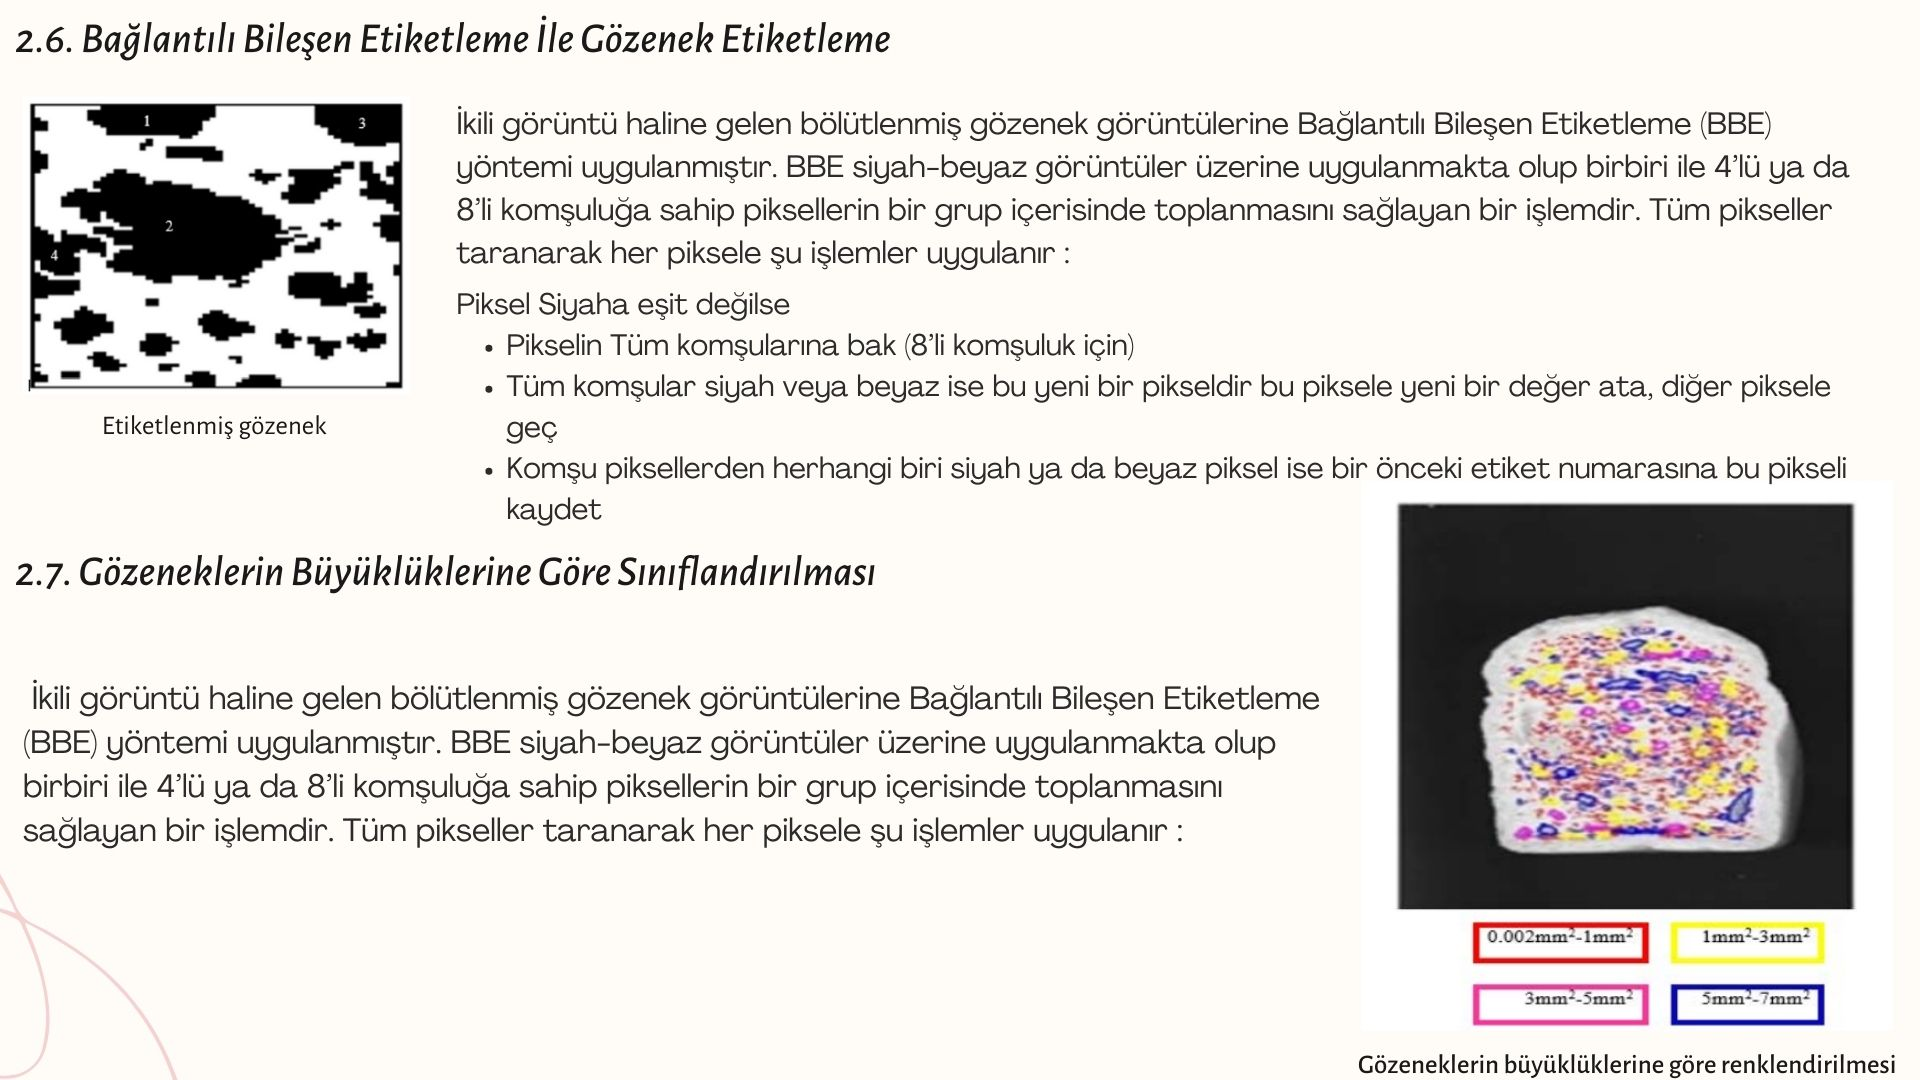 2.6. Bağlantılı Bileşen Etiketleme İle Gözenek Etiketleme
1
3
2
4
Etiketlenmiş gözenek
İkili görüntü haline gelen bölütlenmiş gözenek görüntülerine Bağlantılı Bileşen Etiketleme (BBE)
yöntemi uygulanmıştır. BBE siyah-beyaz görüntüler üzerine uygulanmakta olup birbiri ile 4'lü ya da
8'li komşuluğa sahip piksellerin bir grup içerisinde toplanmasını sağlayan bir işlemdir. Tüm pikseller
taranarak her piksele şu işlemler uygulanır :
Piksel Siyaha eşit değilse
• Pikselin Tüm komşularına bak (8'li komşuluk için)
• Tüm komşular siyah veya beyaz ise bu yeni bir pikseldir bu piksele yeni bir değer ata, diğer piksele
geç
• Komşu piksellerden herhangi biri siyah ya da beyaz piksel ise bir önceki etiket numarasına bu pikseli
kaydet
2.7. Gözeneklerin Büyüklüklerine Göre Sınıflandırılması
İkili görüntü haline gelen bölütlenmiş gözenek görüntülerine Bağlantılı Bileşen Etiketleme
(BBE) yöntemi uygulanmıştır. BBE siyah-beyaz görüntüler üzerine uygulanmakta olup
birbiri ile 4'lü ya da 8'li komşuluğa sahip piksellerin bir grup içerisinde toplanmasını
sağlayan bir işlemdir. Tüm pikseller taranarak her piksele şu işlemler uygulanır :
0.002mm²-1mm²
1mm²-3mm²
3mm²-5mm²
5mm²-7mm²
Gözeneklerin büyüklüklerine göre renklendirilmesi